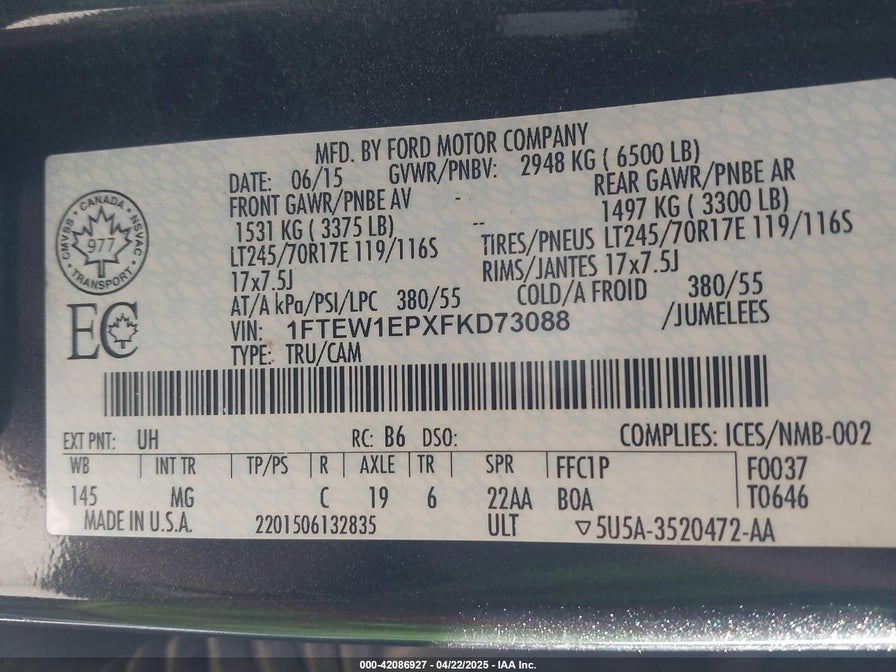 MFD. BY FORD MOTOR COMPANY
DATE: 06/15 GVWR/PNBV: 2948 KG ( 6500 LB)
FRONT GAWR/PNBE AV - REAR GAWR/PNBE AR
1531 KG ( 3375 LB) -- 1497 KG ( 3300 LB)
LT245/70R17E 119/116S TIRES/PNEUS LT245/70R17E 119/116S
17x7.5J RIMS/JANTES 17x7.5J
AT/A kPa/PSI/LPC 380/55 COLD/A FROID 380/55
VIN: 1FTEW1EPXFKD73088 /JUMELEES
TYPE: TRU/CAM
CANADA
CMVSS NSVAC
977
TRANSPORT
EC
EXT PNT: UH RC: B6 DSO: COMPLIES: ICES/NMB-002
WB INT TR TP/PS R AXLE TR SPR FFC1P F0037
145 MG C 19 6 22AA BOA T0646
MADE IN U.S.A. 2201506132835 ULT ▽5U5A-3520472-AA
000-42086927 - 04/22/2025 - IAA Inc.